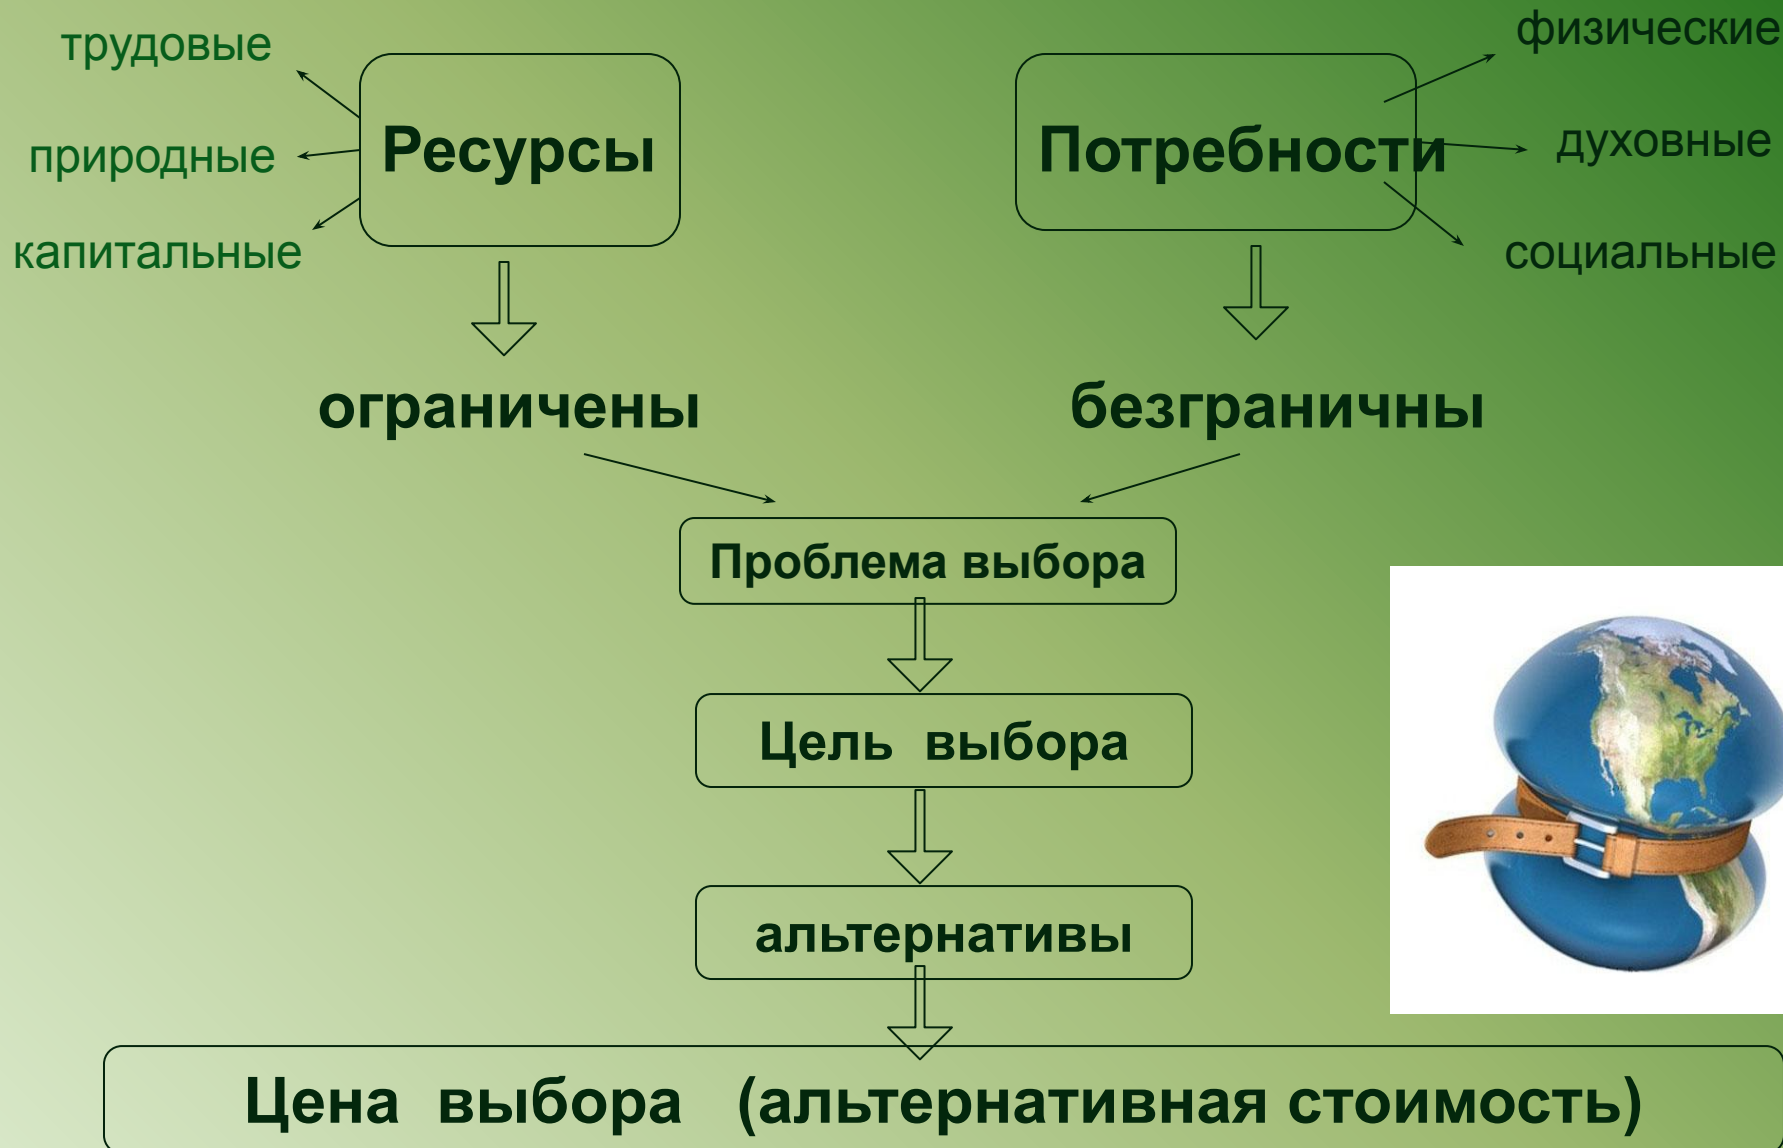 трудовые
природные
капитальные
Ресурсы
Потребности
физические
духовные
социальные
ограничены
безграничны
Проблема выбора
Цель выбора
альтернативы
Цена выбора (альтернативная стоимость)